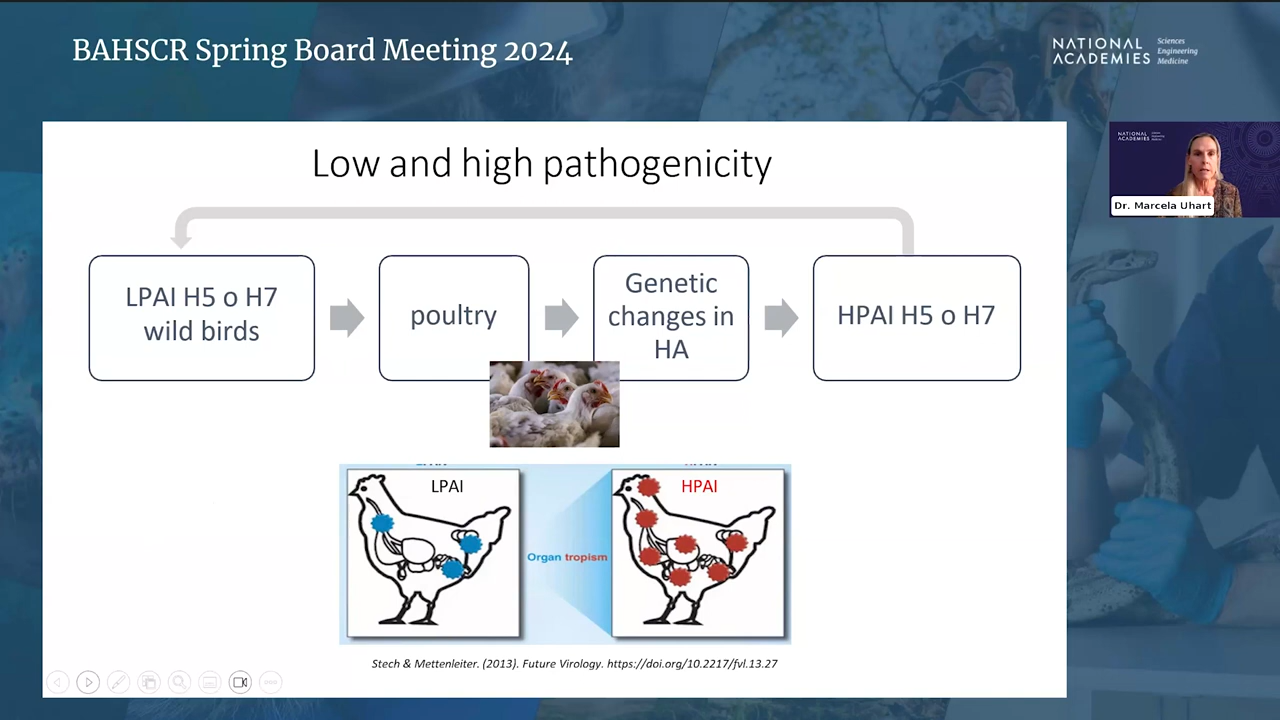 BAHSCR Spring Board Meeting 2024
NATIONAL ACADEMIES
Sciences
Engineering
Medicine
NATIONAL ACADEMIES
Dr. Marcela Uhart
Low and high pathogenicity
LPAI H5 o H7
wild birds
poultry
Genetic
changes in
HA
HPAI H5 o H7
LPAI
HPAI
Organ tropism
Stech & Mettenleiter. (2013). Future Virology. https://doi.org/10.2217/fvl.13.27